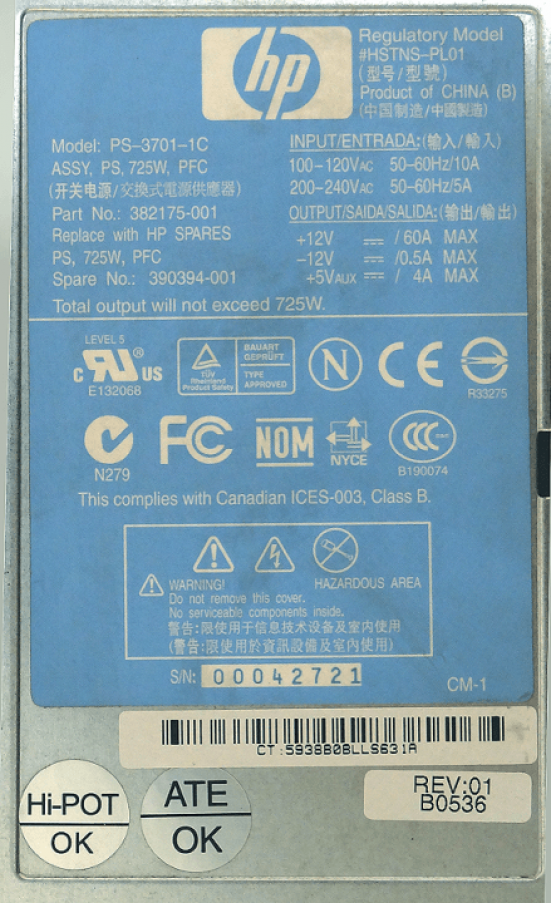 hp
Regulatory Model
#HSTNS-PL01
(型号/型號)
Product of CHINA (B)
(中国制造/中國製造)
Model: PS-3701-1C
ASSY, PS, 725W, PFC
(开关电源/交換式電源供應器)
Part No.: 382175-001
Replace with HP SPARES
PS, 725W, PFC
Spare No.: 390394-001
INPUT/ENTRADA:(输入/輸入)
100-120VAC 50-60Hz/10A
200-240VAC 50-60Hz/5A
OUTPUT/SAIDA/SALIDA:(输出/輸出)
+12V /60A MAX
-12V /0.5A MAX
+5VAUX / 4A MAX
Total output will not exceed 725W.
LEVEL 5
c RU ® US
E132068
TÜV
Rheinland
Product Safety
BAUART
GEPRÜFT
TYPE
APPROVED
N
CE
R33275
N279
FC
NOM
NYCE
CCC
B190074
This complies with Canadian ICES-003, Class B.
WARNING!
Do not remove this cover.
No serviceable components inside.
HAZARDOUS AREA
警告:限使用于信息技术设备及室内使用
(警告:限使用於資訊設備及室內使用)
S/N: 00042721
CM-1
CT:5938B0BLLS631A
Hi-POT
OK
ATE
OK
REV:01
B0536